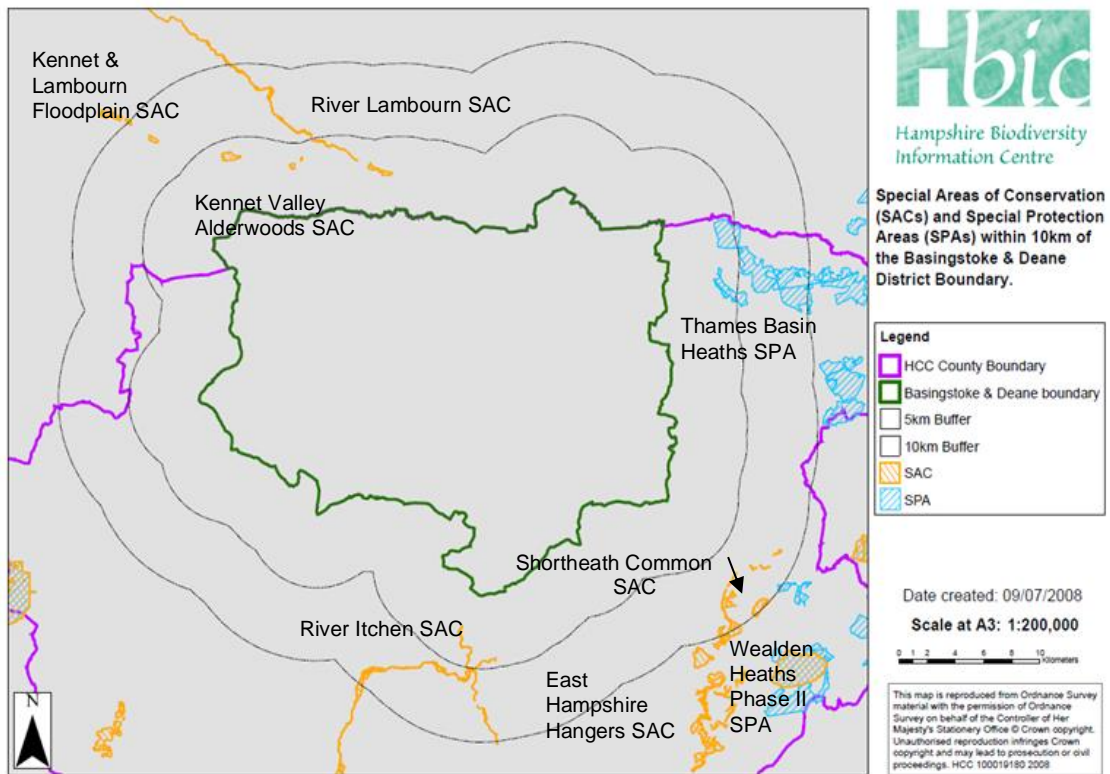 Kennet &
Lambourn
Floodplain SAC
River Lambourn SAC
Kennet Valley
Alderwoods SAC
Thames Basin
Heaths SPA
Shortheath Common
SAC
River Itchen SAC
East
Hampshire
Hangers SAC
Wealden
Heaths
Phase II
SPA
N
Hbic
Hampshire Biodiversity
Information Centre
Special Areas of Conservation
(SACs) and Special Protection
Areas (SPAs) within 10km of
the Basingstoke & Deane
District Boundary.
Legend
HCC County Boundary
Basingstoke & Deane boundary
5km Buffer
10km Buffer
SAC
SPA
Date created: 09/07/2008
Scale at A3: 1:200,000
0 1 2 4 6 8 10
Kilometers
This map is reproduced from Ordnance Survey
material with the permission of Ordnance
Survey on behalf of the Controller of Her
Majesty's Stationery Office © Crown copyright.
Unauthorised reproduction infringes Crown
copyright and may lead to prosecution or civil
proceedings. HCC 100019180 2008